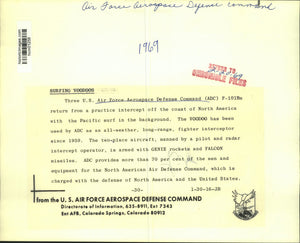 Air Force Aerospace Defense Command
1969
RETURN TO
SURFING VOODOOS
Three U.S. Air Force Aerospace Defense Command (ADC) F-101Bs
return from a practice intercept off the coast of North America
with the Pacific surf in the background. The VOODOO has been
used by ADC as an all-weather, long-range, fighter interceptor
since 1959. The two-place aircraft, manned by a pilot and radar
intercept operator, is armed with GENIE rockets and FALCON
missiles. ADC provides more than 70 per cent of the men and
equipment for the North American Air Defense Command, which is
charged with the defense of North America and the United States.
-30-
from the U. S. AIR FORCE AEROSPACE DEFENSE COMMAND
Directorate of Information, 635-8911, Ext 7343
Ent AFB, Colorado Springs, Colorado 80912